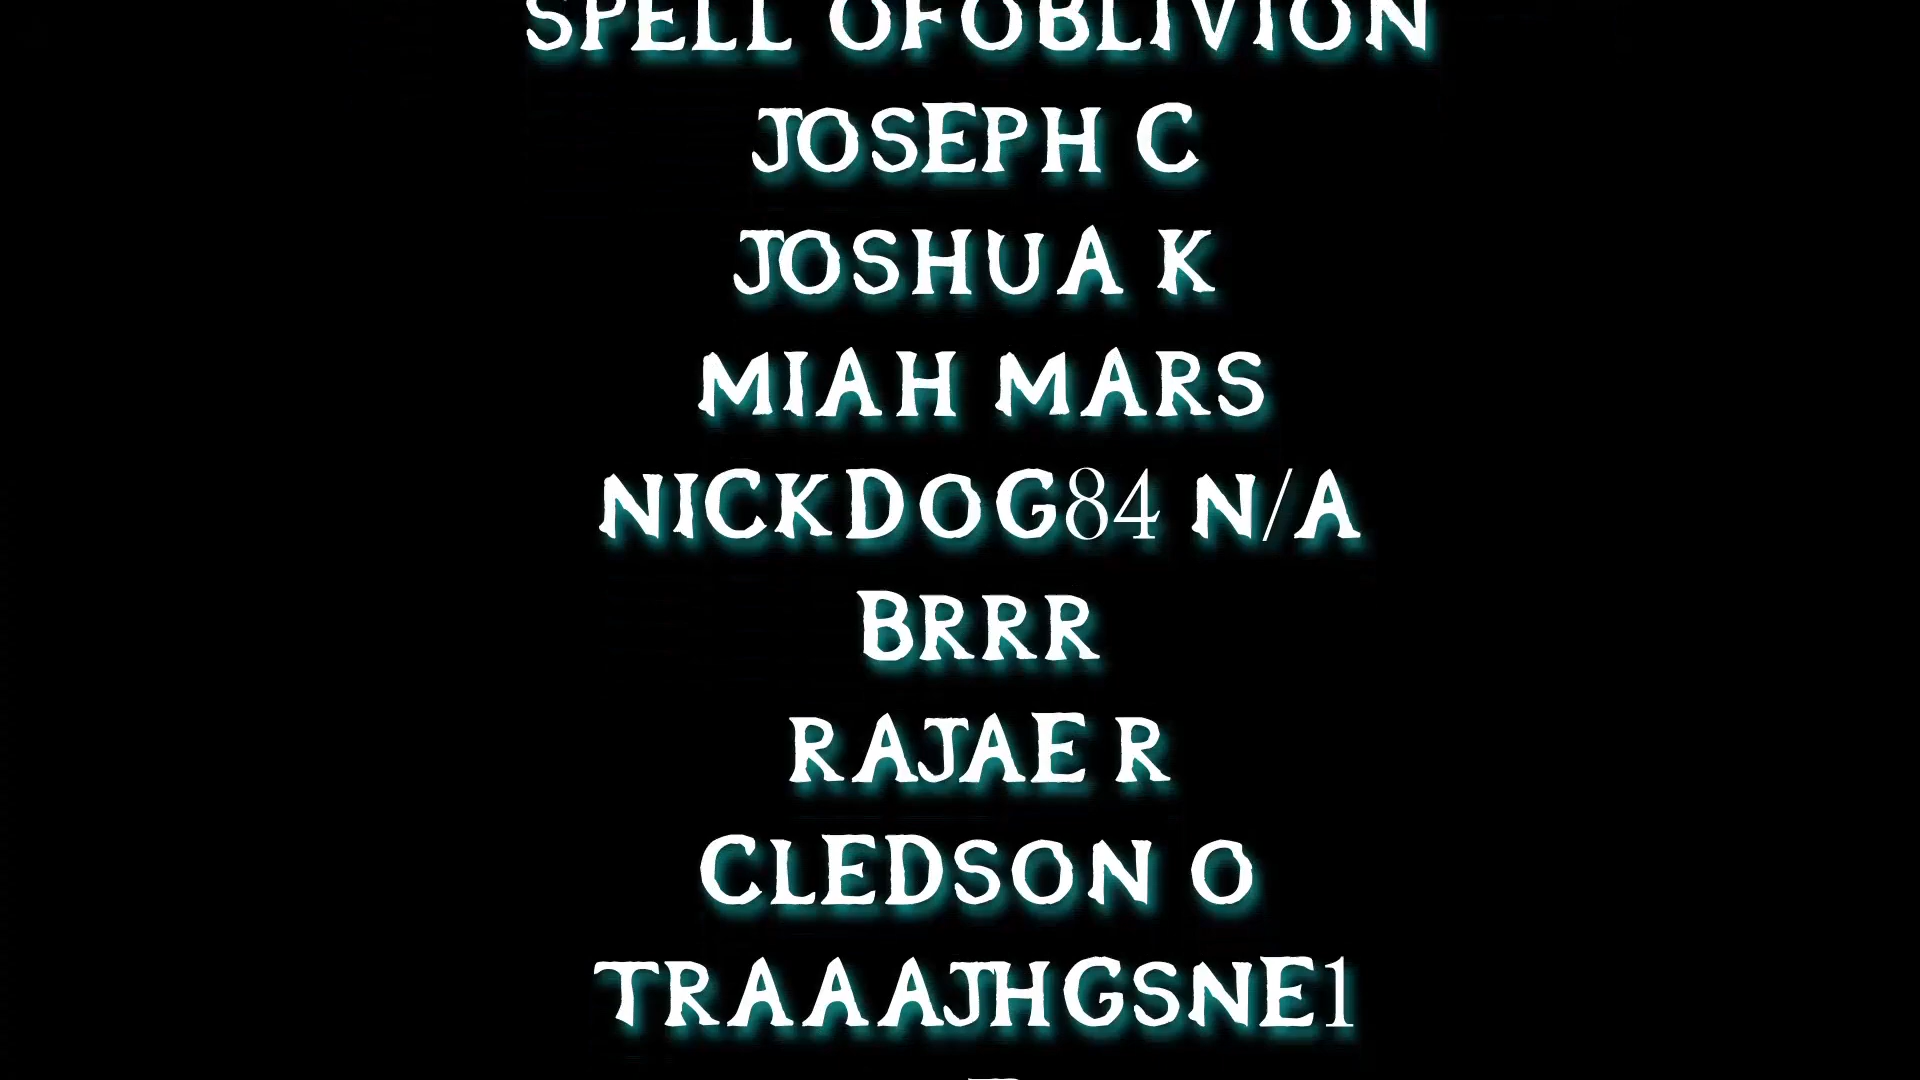 SPELL OFOBLIVION
JOSEPH C
JOSHUA K
MIAH MARS
NICKDOG84 N/A
BRRR
RAJAE R
CLEDSON O
TRAAAJHGSNE1